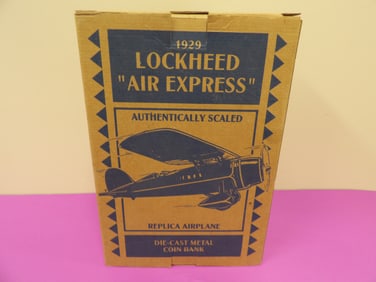 1929
LOCKHEED
"AIR EXPRESS"
AUTHENTICALLY SCALED
REPLICA AIRPLANE
DIE-CAST METAL
COIN BANK